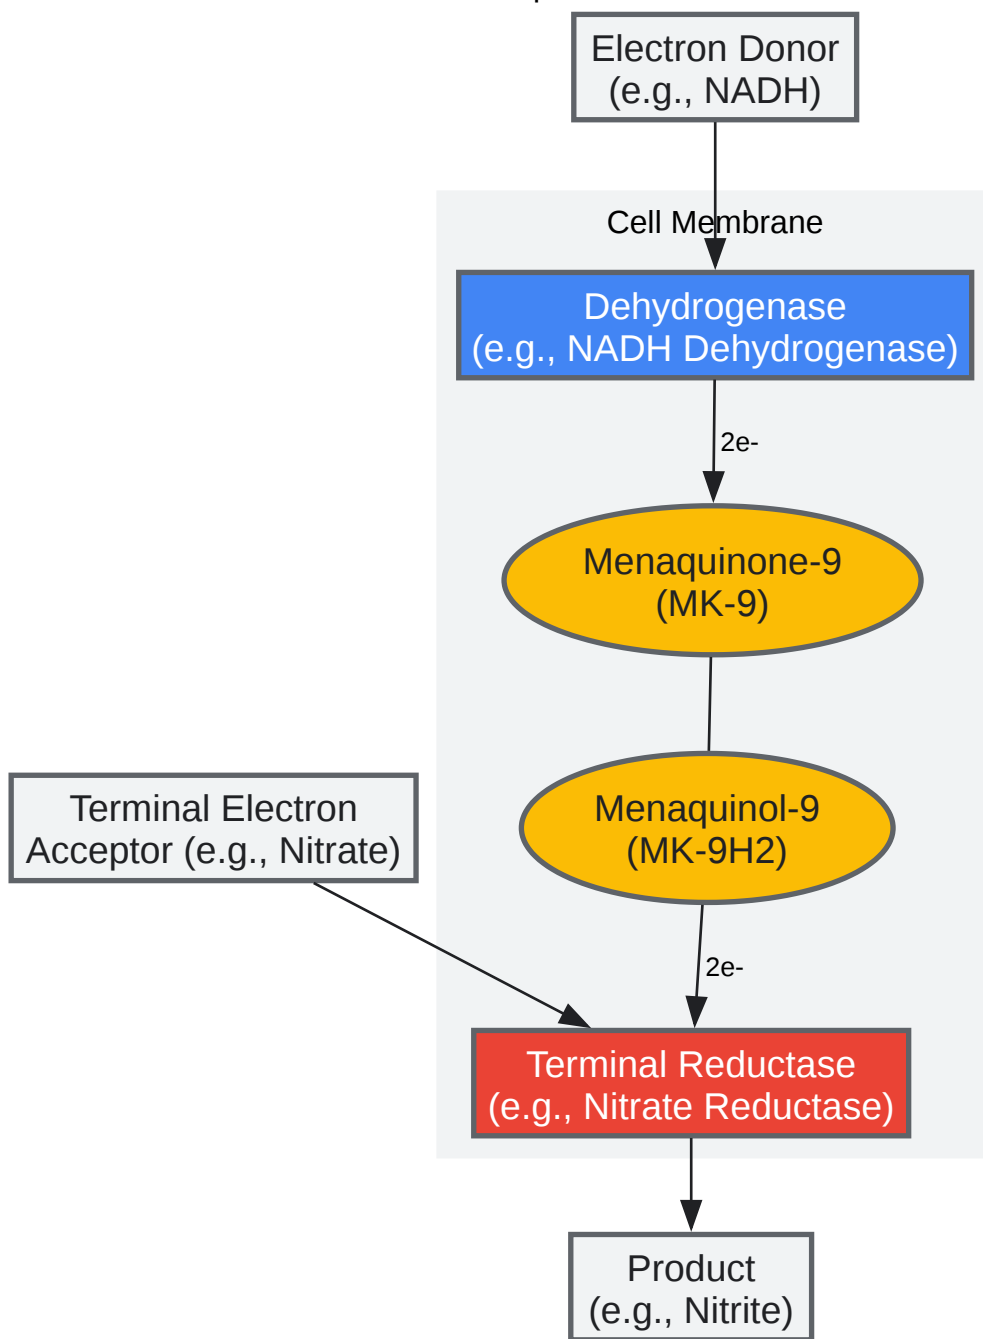 Electron Donor
(e.g., NADH)
Cell Membrane
Dehydrogenase
(e.g., NADH Dehydrogenase)
2e-
Menaquinone-9
(MK-9)
Menaquinol-9
(MK-9H2)
Terminal Electron
Acceptor (e.g., Nitrate)
2e-
Terminal Reductase
(e.g., Nitrate Reductase)
Product
(e.g., Nitrite)